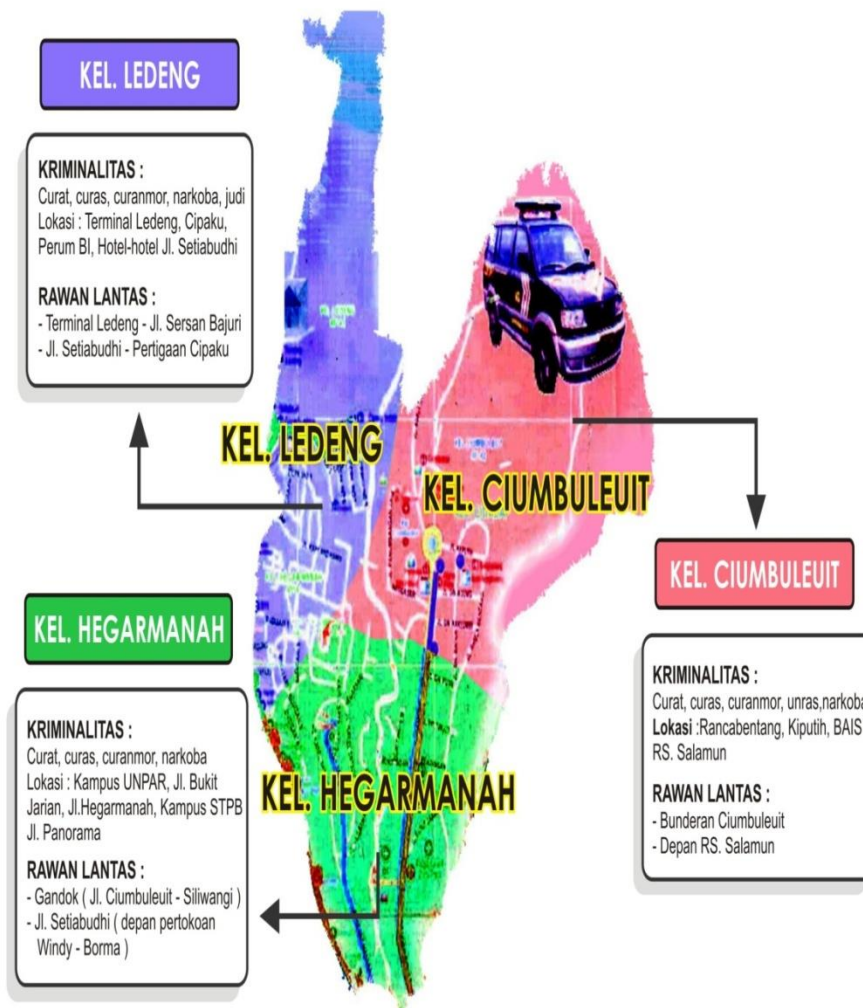 KEL. LEDENG
KRIMINALITAS :
Curat, curas, curanmor, narkoba, judi
Lokasi : Terminal Ledeng, Cipaku,
Perum BI, Hotel-hotel Jl. Setiabudhi
RAWAN LANTAS :
- Terminal Ledeng - Jl. Sersan Bajuri
- Jl. Setiabudhi - Pertigaan Cipaku
KEL. LEDENG
KEL. CIUMBULEUIT
KEL. CIUMBULEUIT
KRIMINALITAS :
Curat, curas, curanmor, unras,narkoba
Lokasi :Rancabentang, Kiputih, BAIS
RS. Salamun
RAWAN LANTAS :
- Bunderan Ciumbuleuit
- Depan RS. Salamun
KEL. HEGARMANAH
KRIMINALITAS :
Curat, curas, curanmor, narkoba
Lokasi : Kampus UNPAR, Jl. Bukit
Jarian, Jl.Hegarmanah, Kampus STPB
Jl. Panorama
RAWAN LANTAS :
- Gandok ( Jl. Ciumbuleuit - Siliwangi )
- Jl. Setiabudhi ( depan pertokoan
Windy - Borma )
KEL. HEGARMANAH